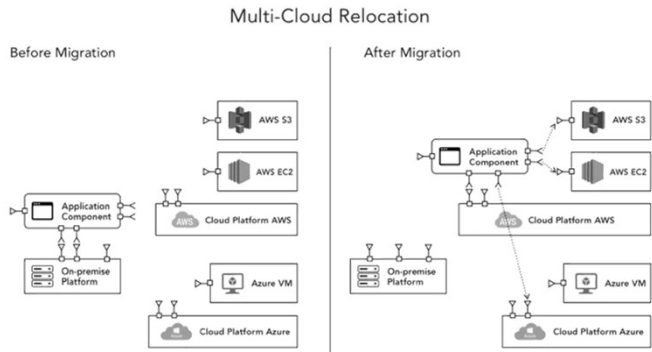 Multi-Cloud Relocation
Before Migration
AWS S3
AWS EC2
Application
Component
AWS
Cloud Platform AWS
On-premise
Platform
Azure VM
Azure
Cloud Platform Azure
After Migration
AWS S3
Application
Component
AWS EC2
AWS
Cloud Platform AWS
On-premise
Platform
Azure VM
Azure
Cloud Platform Azure